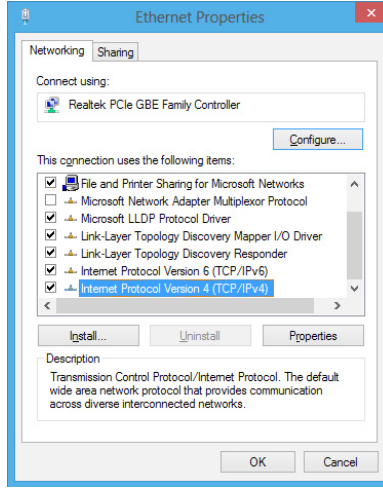 Ethernet Properties
Networking
Sharing
Connect using:
Realtek PCIe GBE Family Controller
Configure...
This connection uses the following items:
File and Printer Sharing for Microsoft Networks
Microsoft Network Adapter Multiplexor Protocol
Microsoft LLDP Protocol Driver
Link-Layer Topology Discovery Mapper I/O Driver
Link-Layer Topology Discovery Responder
Internet Protocol Version 6 (TCP/IPv6)
Internet Protocol Version 4 (TCP/IPv4)
Install...
Uninstall
Properties
Description
Transmission Control Protocol/Internet Protocol. The default
wide area network protocol that provides communication
across diverse interconnected networks.
OK
Cancel